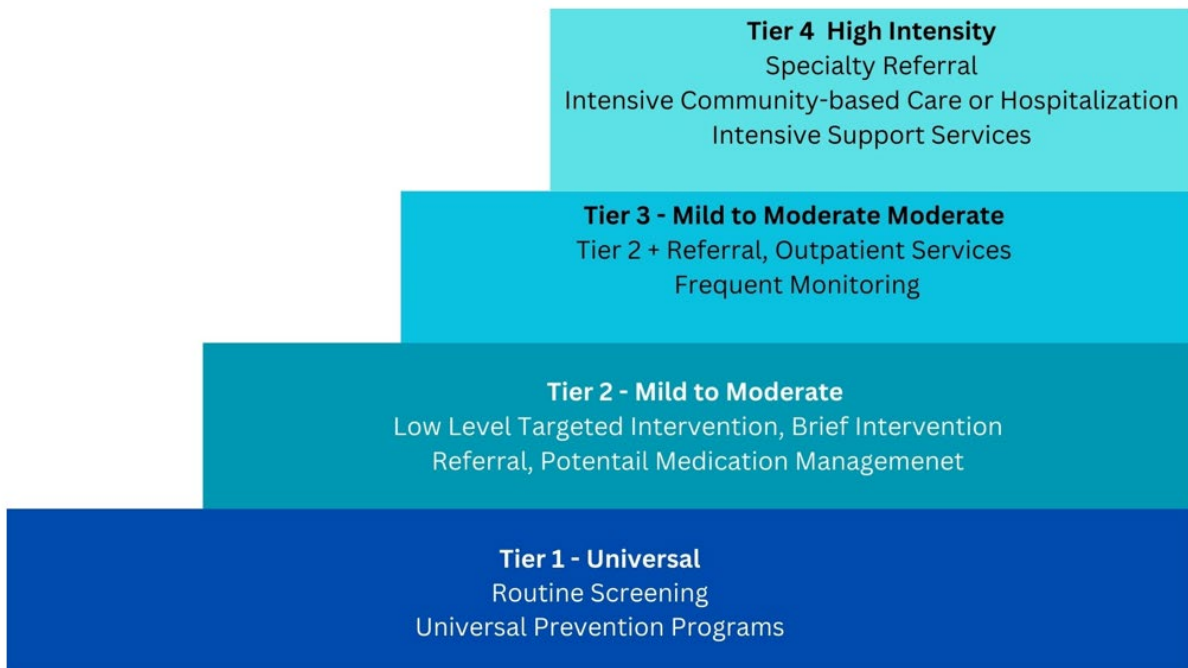 Tier 4 High Intensity
Specialty Referral
Intensive Community-based Care or Hospitalization
Intensive Support Services
Tier 3 - Mild to Moderate Moderate
Tier 2 + Referral, Outpatient Services
Frequent Monitoring
Tier 2 - Mild to Moderate
Low Level Targeted Intervention, Brief Intervention
Referral, Potentail Medication Managemenet
Tier 1 - Universal
Routine Screening
Universal Prevention Programs